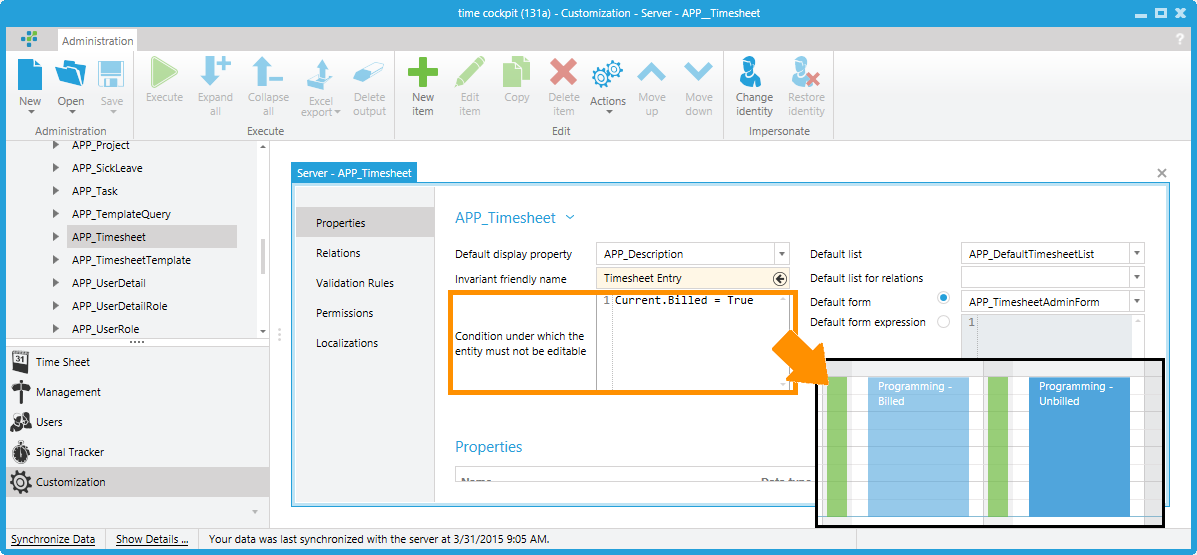 time cockpit (131a) - Customization - Server - APP__Timesheet
Administration
?
New
Open
Save
Administration
Execute
Expand all
Collapse all
Excel export
Delete output
Execute
New item
Edit item
Copy
Delete item
Actions
Move up
Move down
Edit
Change identity
Restore identity
Impersonate
APP_Project
APP_SickLeave
APP_Task
APP_TemplateQuery
APP_Timesheet
APP_TimesheetTemplate
APP_UserDetail
APP_UserDetailRole
APP_UserRole
31
Time Sheet
Management
Users
Signal Tracker
Customization
Server - APP_Timesheet
Properties
Relations
Validation Rules
Permissions
Localizations
APP_Timesheet
Default display property
APP_Description
Invariant friendly name
Timesheet Entry
Condition under which the
entity must not be editable
1 Current.Billed = True
Default list
APP_DefaultTimesheetList
Default list for relations
Default form
APP_TimesheetAdminForm
Default form expression
1
Properties
Name
Data type
Programming -
Billed
Programming -
Unbilled
Synchronize Data
Show Details ...
Your data was last synchronized with the server at 3/31/2015 9:05 AM.